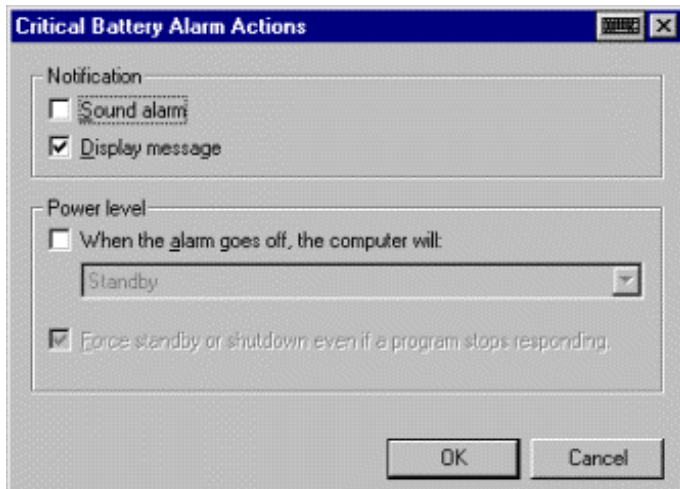 Critical Battery Alarm Actions
Notification
Sound alarm
Display message
Power level
When the alarm goes off, the computer will:
Standby
Force standby or shutdown even if a program stops responding.
OK Cancel